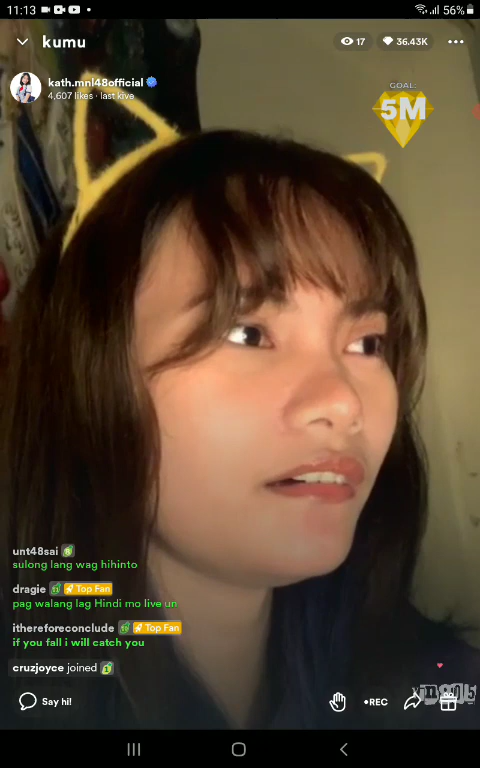 11:13
56%
kumu
17
36.43K
kath.mnl48official
4,607 likes · last kive
GOAL:
5M
unt48sai
sulong lang wag hihinto
dragie Top Fan
pag walang lag Hindi mo live un
ithereforeconclude Top Fan
if you fall i will catch you
cruzjoyce joined
Say hi!
•REC